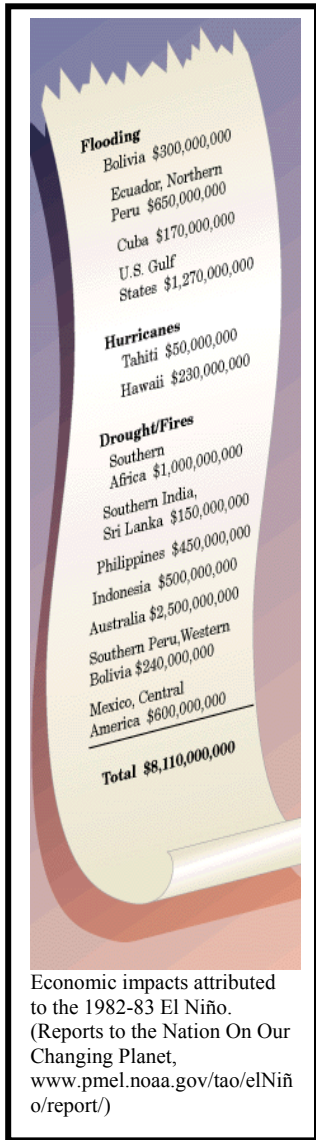 Flooding
Bolivia $300,000,000
Ecuador, Northern
Peru $650,000,000
Cuba $170,000,000
U.S. Gulf
States $1,270,000,000
Hurricanes
Tahiti $50,000,000
Hawaii $230,000,000
Drought/Fires
Southern
Africa $1,000,000,000
Southern India,
Sri Lanka $150,000,000
Philippines $450,000,000
Indonesia $500,000,000
Australia $2,500,000,000
Southern Peru,Western
Bolivia $240,000,000
Mexico, Central
America $600,000,000
Total $8,110,000,000
Economic impacts attributed
to the 1982-83 El Niño.
(Reports to the Nation On Our
Changing Planet,
www.pmel.noaa.gov/tao/elNiñ
o/report/)